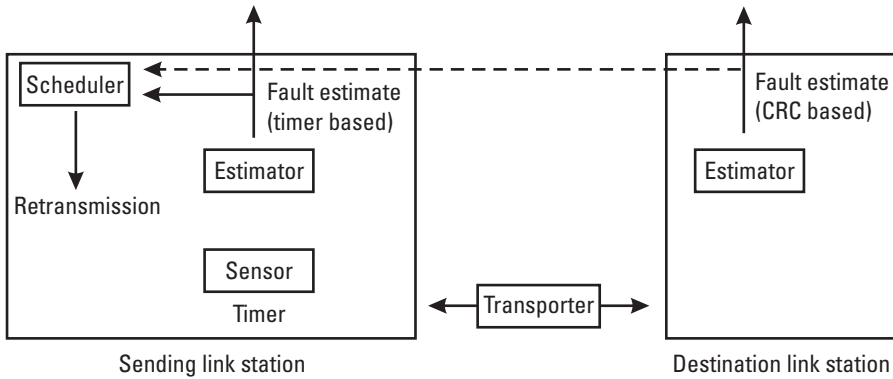 Scheduler
Fault estimate
(timer based)
Fault estimate
(CRC based)
Estimator
Estimator
Retransmission
Sensor
Timer
Transporter
Sending link station
Destination link station